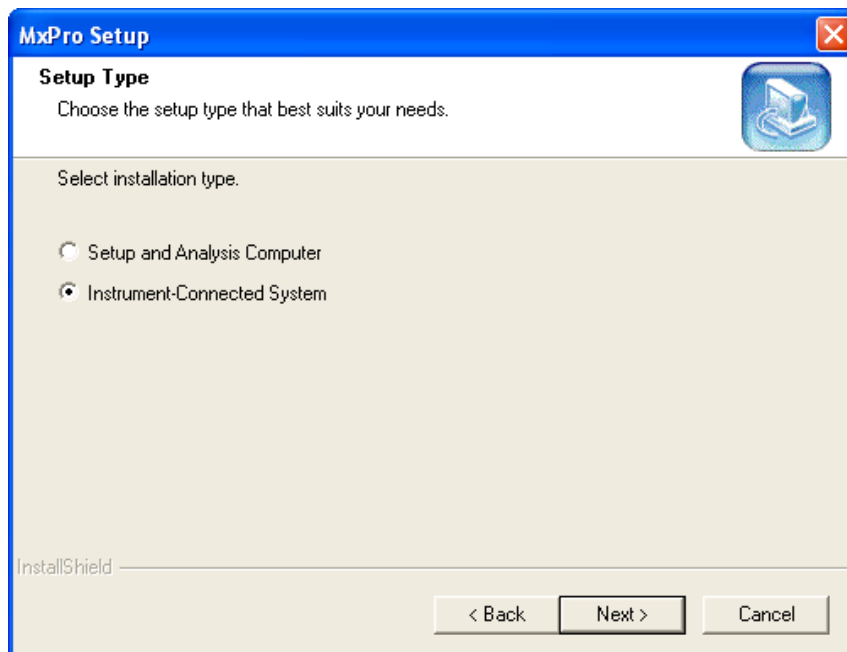 MxPro Setup
Setup Type
Choose the setup type that best suits your needs.
Select installation type.
Setup and Analysis Computer
Instrument-Connected System
InstallShield
< Back
Next >
Cancel